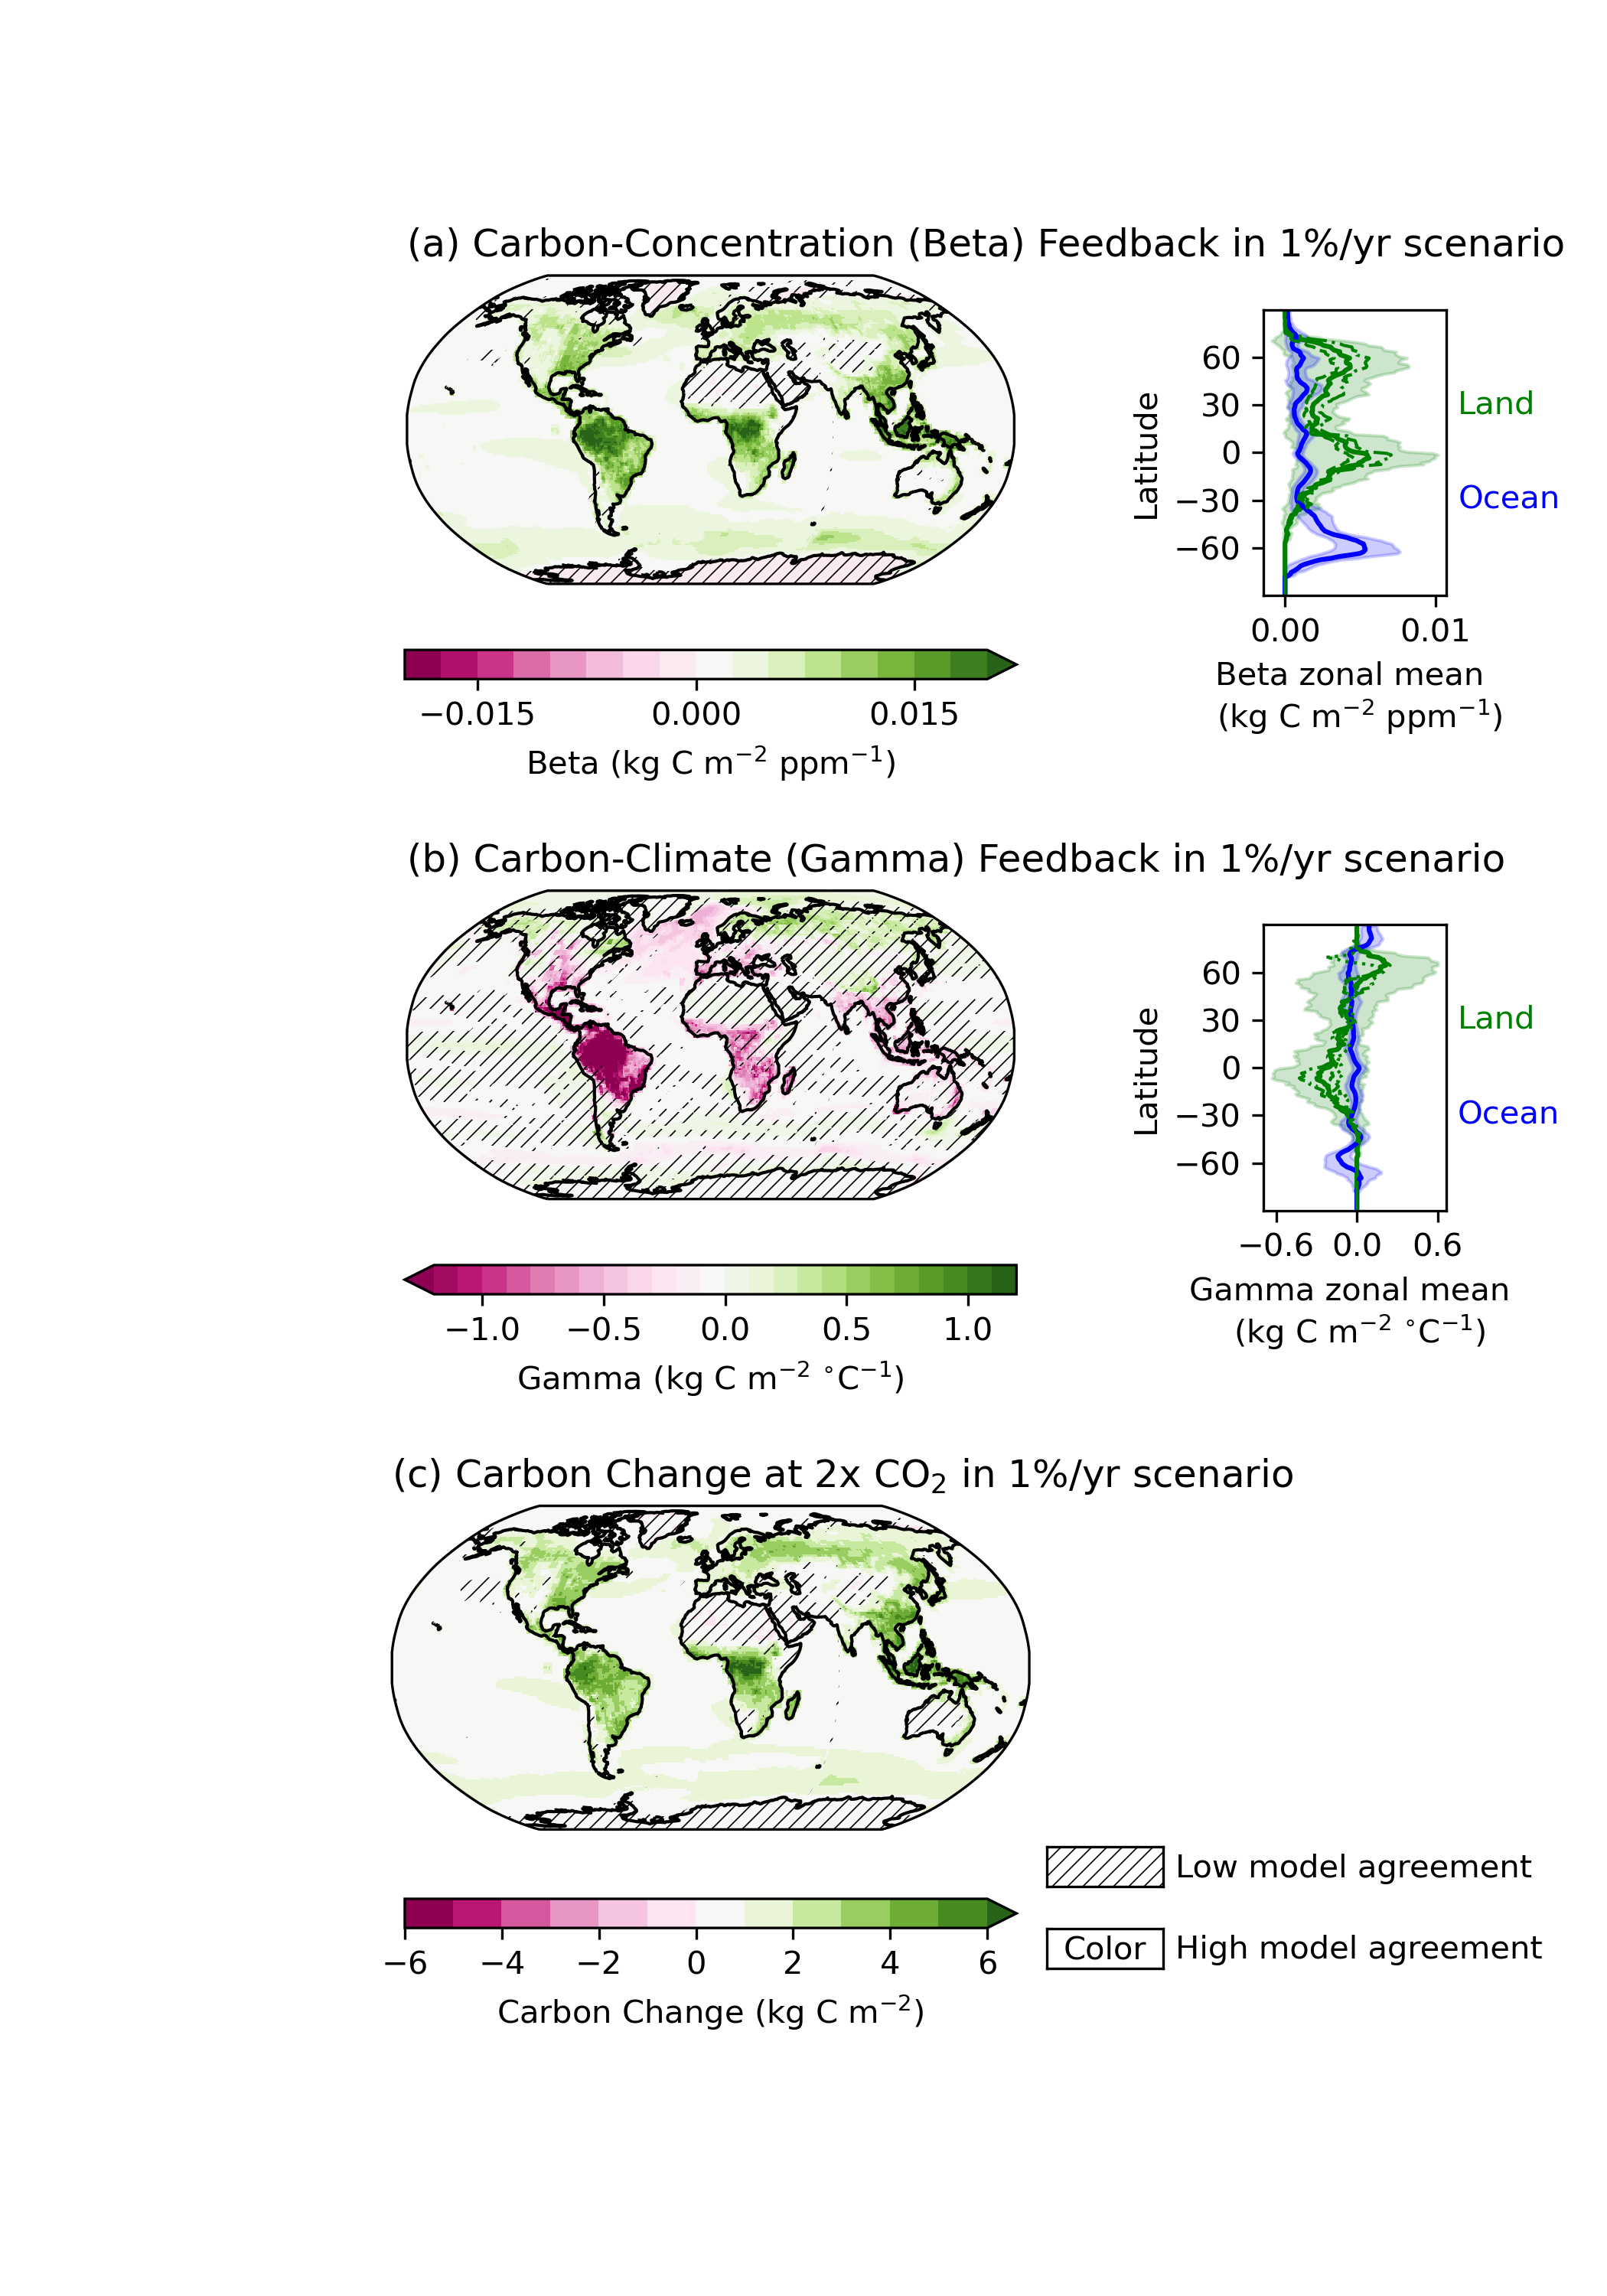 (a) Carbon-Concentration (Beta) Feedback in 1%/yr scenario
60
30
0
−30
−60
Latitude
Land
Ocean
0.00 0.01
Beta zonal mean
(kg C m⁻² ppm⁻¹)
−0.015 0.000 0.015
Beta (kg C m⁻² ppm⁻¹)
(b) Carbon-Climate (Gamma) Feedback in 1%/yr scenario
60
30
0
−30
−60
Latitude
Land
Ocean
−0.6 0.0 0.6
Gamma zonal mean
(kg C m⁻² °C⁻¹)
−1.0 −0.5 0.0 0.5 1.0
Gamma (kg C m⁻² °C⁻¹)
(c) Carbon Change at 2x CO₂ in 1%/yr scenario
Low model agreement
Color High model agreement
−6 −4 −2 0 2 4 6
Carbon Change (kg C m⁻²)